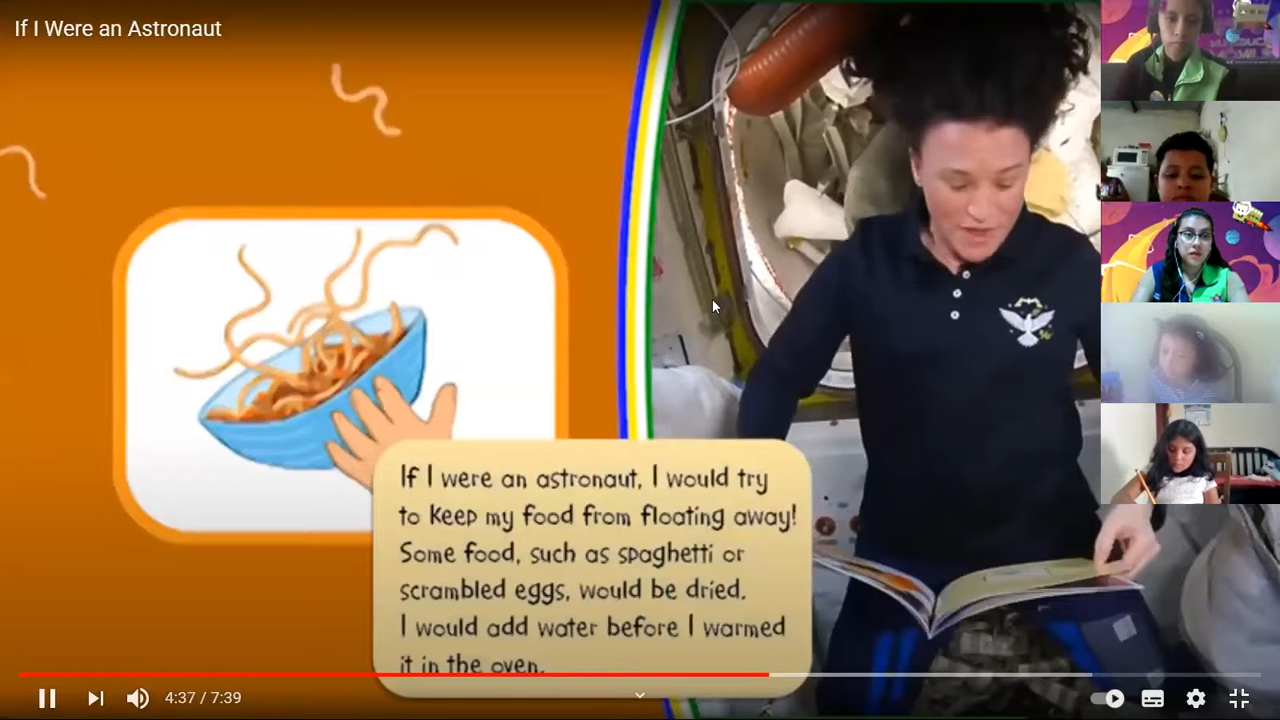 If I Were an Astronaut
If I were an astronaut, I would try
to keep my food from floating away!
Some food, such as spaghetti or
scrambled eggs, would be dried.
I would add water before I warmed
it in the oven.
4:37 / 7:39